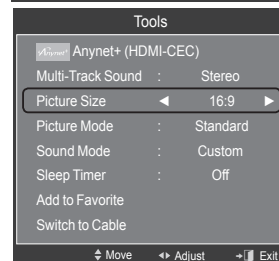 Tools
Anynet+ Anynet+ (HDMI-CEC)
Multi-Track Sound : Stereo
Picture Size ◄ 16:9 ►
Picture Mode : Standard
Sound Mode : Custom
Sleep Timer : Off
Add to Favorite
Switch to Cable
Move Adjust Exit